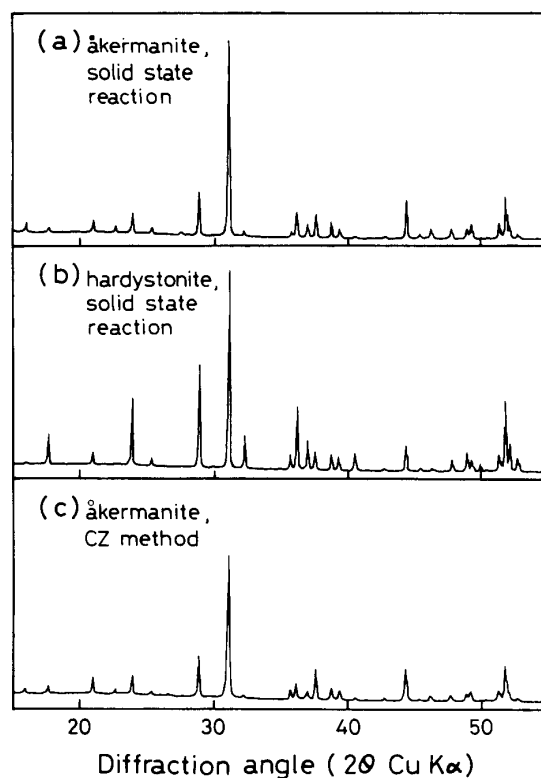 (a) åkermanite,
solid state
reaction
(b) hardystonite,
solid state
reaction
(c) åkermanite,
CZ method
20 30 40 50
Diffraction angle (2θ Cu Kα)